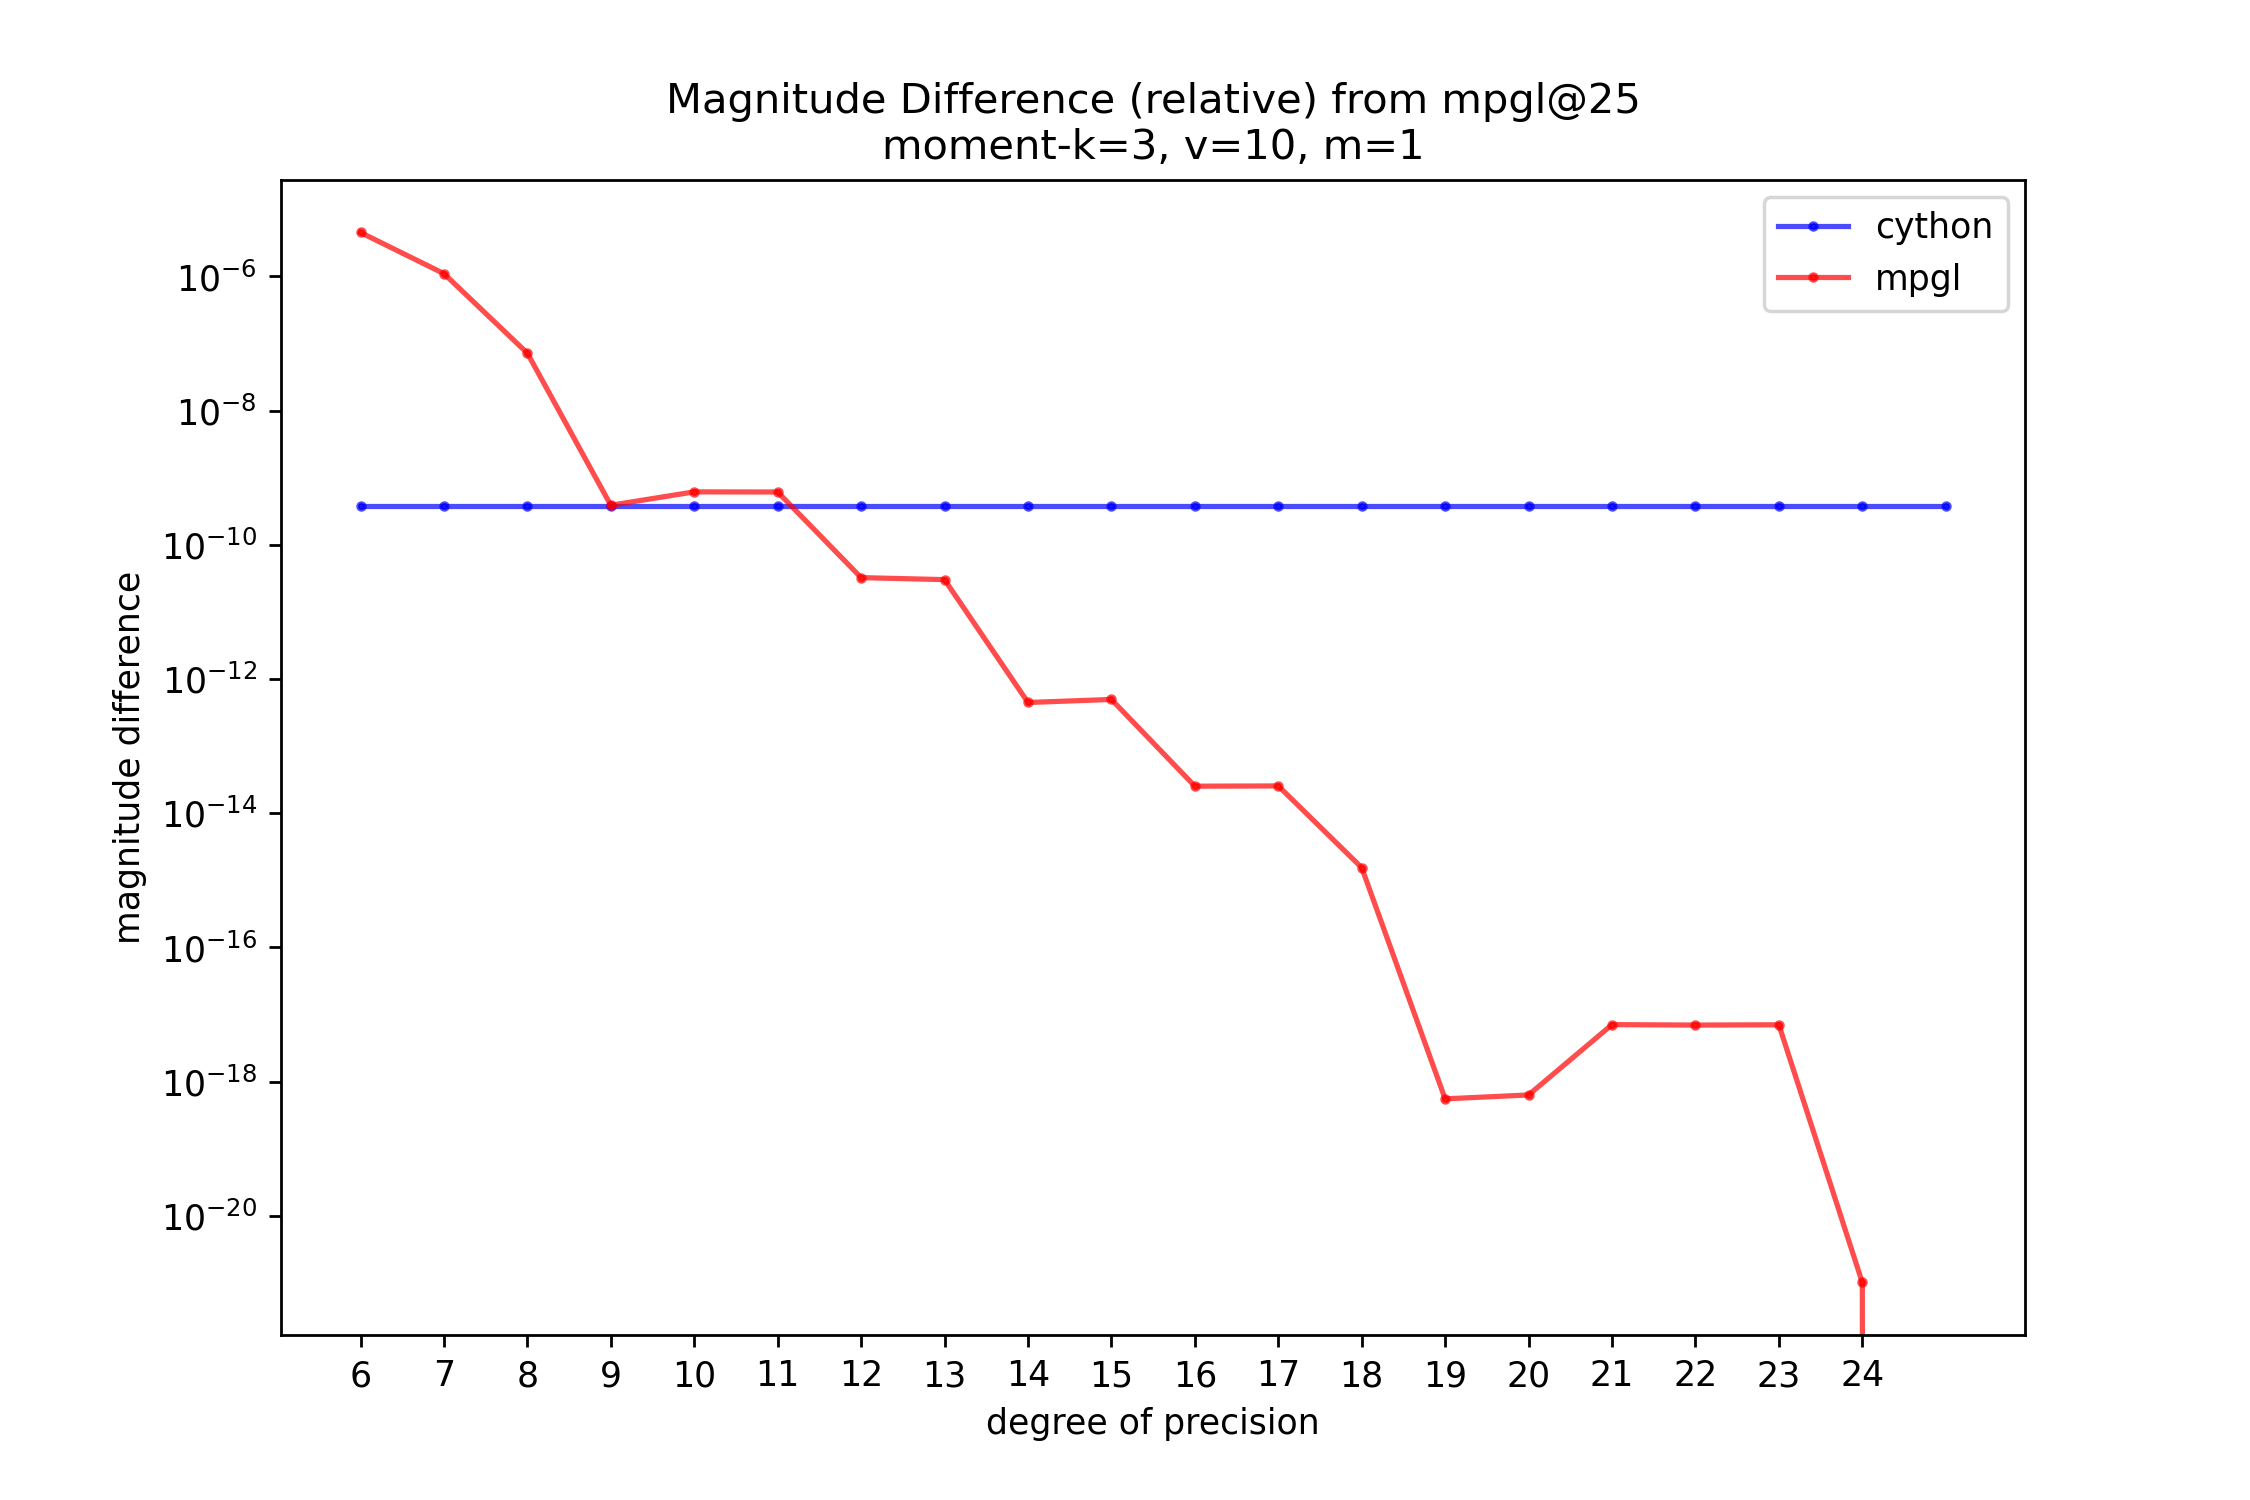 Magnitude Difference (relative) from mpgl@25
moment-k=3, v=10, m=1
cython
mpgl
magnitude difference
10⁻⁶
10⁻⁸
10⁻¹⁰
10⁻¹²
10⁻¹⁴
10⁻¹⁶
10⁻¹⁸
10⁻²⁰
6 7 8 9 10 11 12 13 14 15 16 17 18 19 20 21 22 23 24
degree of precision